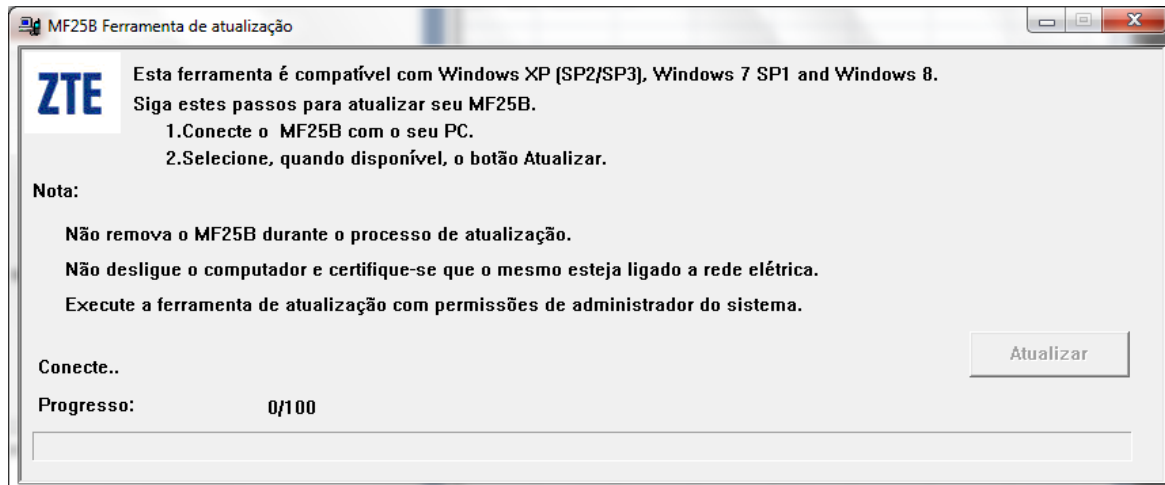 MF25B Ferramenta de atualização
ZTE
Esta ferramenta é compatível com Windows XP (SP2/SP3), Windows 7 SP1 and Windows 8.
Siga estes passos para atualizar seu MF25B.
1.Conecte o MF25B com o seu PC.
2.Selecione, quando disponível, o botão Atualizar.
Nota:
Não remova o MF25B durante o processo de atualização.
Não desligue o computador e certifique-se que o mesmo esteja ligado a rede elétrica.
Execute a ferramenta de atualização com permissões de administrador do sistema.
Atualizar
Conecte..
Progresso: 0/100